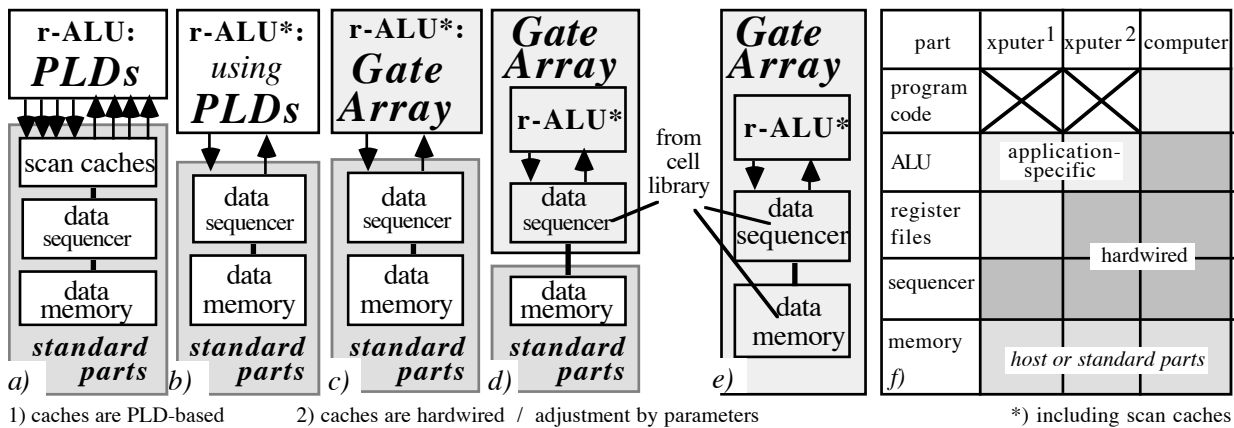 r-ALU:
PLDs
scan caches
data
sequencer
data
memory
standard
parts
a)
r-ALU*:
using
PLDs
data
sequencer
data
memory
standard
parts
b)
r-ALU*:
Gate
Array
data
sequencer
data
memory
standard
parts
c)
Gate
Array
r-ALU*
data
sequencer
data
memory
standard
parts
d)
from
cell
library
Gate
Array
r-ALU*
data
sequencer
data
memory
e)
part xputer1 xputer2 computer
program
code
ALU
application-
specific
register
files
hardwired
sequencer
memory
host or standard parts
f)
1) caches are PLD-based 2) caches are hardwired / adjustment by parameters *) including scan caches